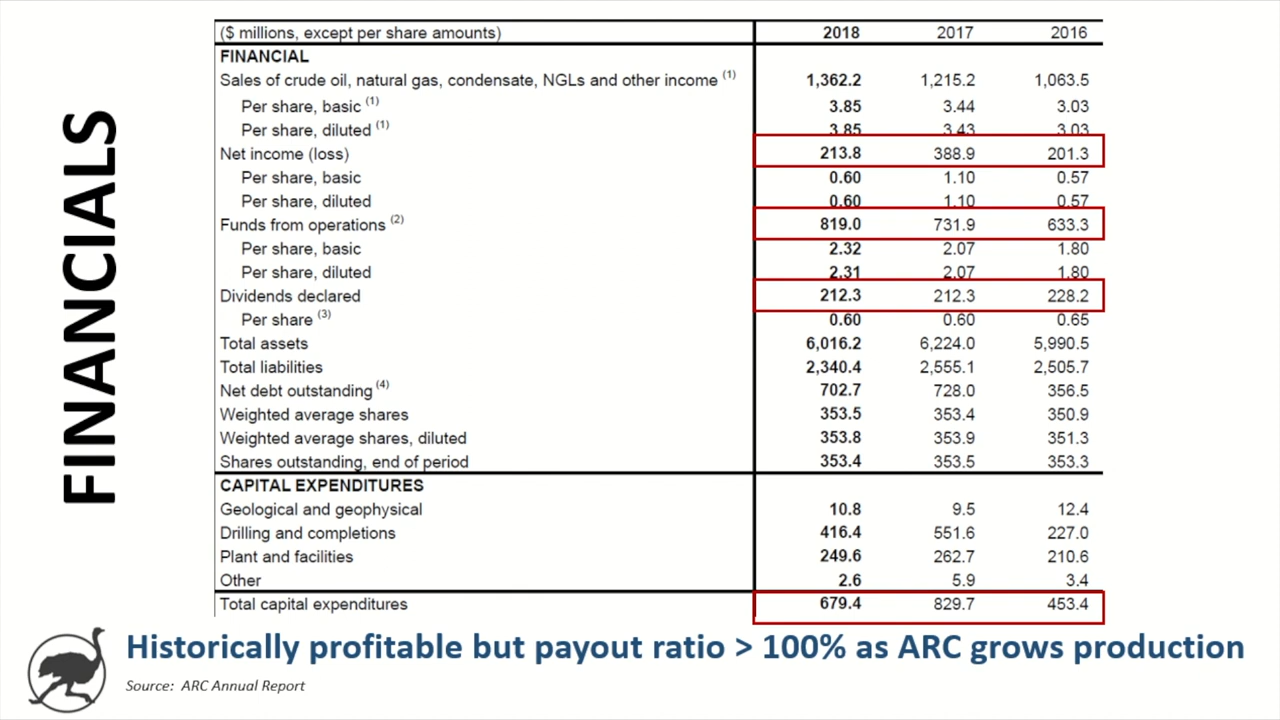 FINANCIALS
($ millions, except per share amounts) 2018 2017 2016
FINANCIAL
Sales of crude oil, natural gas, condensate, NGLs and other income (1) 1,362.2 1,215.2 1,063.5
Per share, basic (1) 3.85 3.44 3.03
Per share, diluted (1) 3.85 3.43 3.03
Net income (loss) 213.8 388.9 201.3
Per share, basic 0.60 1.10 0.57
Per share, diluted 0.60 1.10 0.57
Funds from operations (2) 819.0 731.9 633.3
Per share, basic 2.32 2.07 1.80
Per share, diluted 2.31 2.07 1.80
Dividends declared 212.3 212.3 228.2
Per share (3) 0.60 0.60 0.65
Total assets 6,016.2 6,224.0 5,990.5
Total liabilities 2,340.4 2,555.1 2,505.7
Net debt outstanding (4) 702.7 728.0 356.5
Weighted average shares 353.5 353.4 350.9
Weighted average shares, diluted 353.8 353.9 351.3
Shares outstanding, end of period 353.4 353.5 353.3
CAPITAL EXPENDITURES
Geological and geophysical 10.8 9.5 12.4
Drilling and completions 416.4 551.6 227.0
Plant and facilities 249.6 262.7 210.6
Other 2.6 5.9 3.4
Total capital expenditures 679.4 829.7 453.4
Historically profitable but payout ratio > 100% as ARC grows production
Source: ARC Annual Report